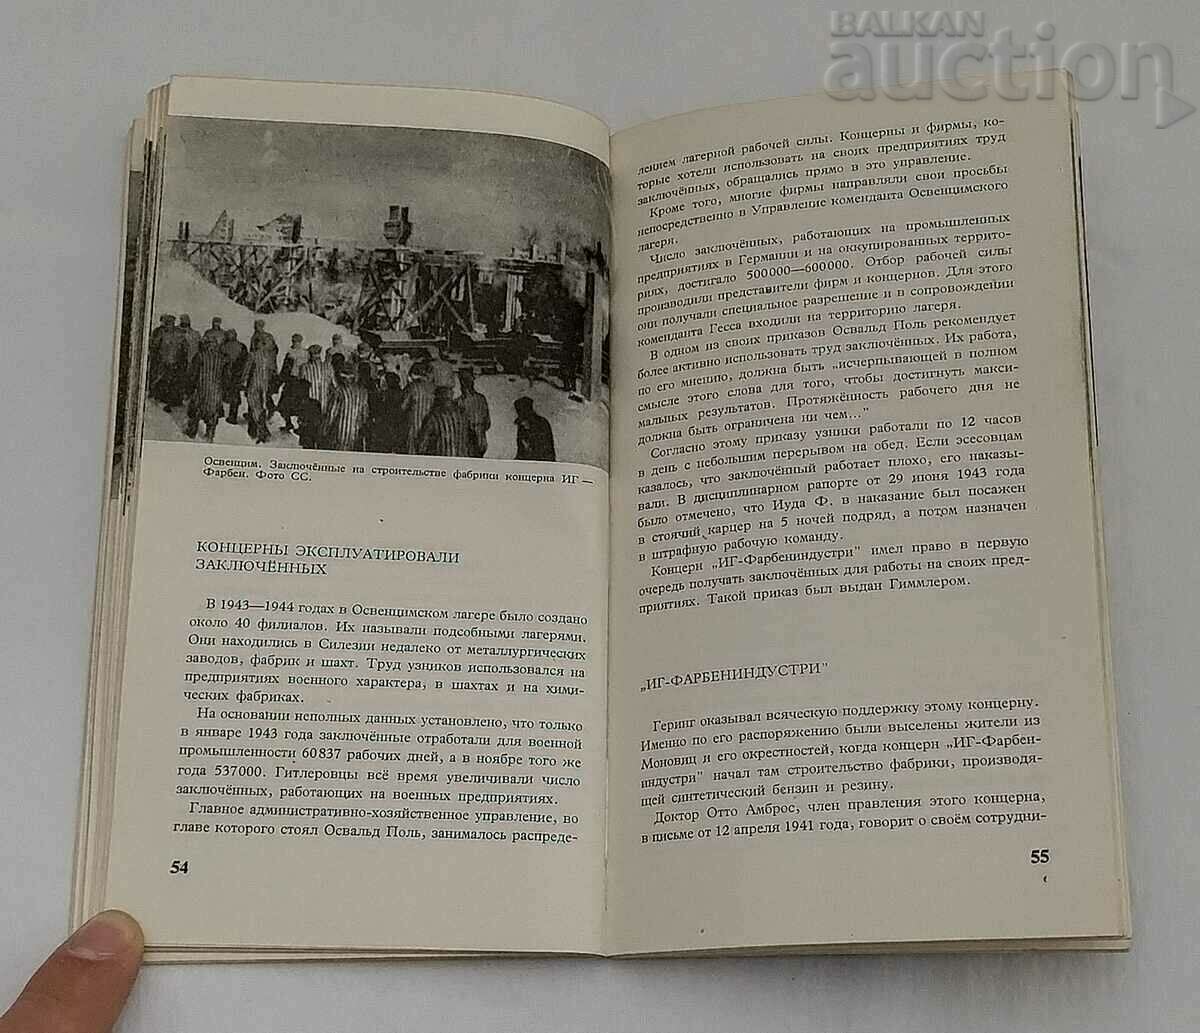 BALKAN
auction
Освенцим. Заключённые на строительстве фабрики концерна ИГ —
Фарбен. Фото СС.
КОНЦЕРНЫ ЭКСПЛУАТИРОВАЛИ
ЗАКЛЮЧЁННЫХ
В 1943—1944 годах в Освенцимском лагере было создано
около 40 филиалов. Их называли подсобными лагерями.
Они находились в Силезии недалеко от металлургических
заводов, фабрик и шахт. Труд узников использовался на
предприятиях военного характера, в шахтах и на хими-
ческих фабриках.
На основании неполных данных установлено, что только
в январе 1943 года заключённые отработали для военной
промышленности 60837 рабочих дней, а в ноябре того же
года 537000. Гитлеровцы всё время увеличивали число
заключённых, работающих на военных предприятиях.
Главное административно-хозяйственное управление, во
главе которого стоял Освальд Поль, занималось распреде-
54
лением лагерной рабочей силы. Концерны и фирмы, ко-
торые хотели использовать на своих предприятиях труд
заключённых, обращались прямо в это управление.
Кроме того, многие фирмы направляли свои просьбы
непосредственно в Управление коменданта Освенцимского
лагеря.
Число заключённых, работающих на промышленных
предприятиях в Германии и на оккупированных террито-
риях, достигало 500000—600000. Отбор рабочей силы
производили представители фирм и концернов. Для этого
они получали специальное разрешение и в сопровождении
коменданта Гесса входили на территорию лагеря.
В одном из своих приказов Освальд Поль рекомендует
более активно использовать труд заключённых. Их работа,
по его мнению, должна быть „исчерпывающей в полном
смысле этого слова для того, чтобы достигнуть макси-
мальных результатов. Протяжённость рабочего дня не
должна быть ограничена ни чем..."
Согласно этому приказу узники работали по 12 часов
в день с небольшим перерывом на обед. Если эсесовцам
казалось, что заключённый работает плохо, его наказы-
вали. В дисциплинарном рапорте от 29 июня 1943 года
было отмечено, что Иуда Ф. в наказание был посажен
в стоячий карцер на 5 ночей подряд, а потом назначен
в штрафную рабочую команду.
Концерн „ИГ-Фарбениндустри" имел право в первую
очередь получать заключённых для работы на своих пред-
приятиях. Такой приказ был выдан Гиммлером.
„ИГ-ФАРБЕНИНДУСТРИ"
Геринг оказывал всяческую поддержку этому концерну.
Именно по его распоряжению были выселены жители из
Моновиц и его окрестностей, когда концерн „ИГ-Фарбен-
индустри" начал там строительство фабрики, производя-
щей синтетический бензин и резину.
Доктор Отто Амброс, член правления этого концерна,
в письме от 12 апреля 1941 года, говорит о своём сотрудни-
55